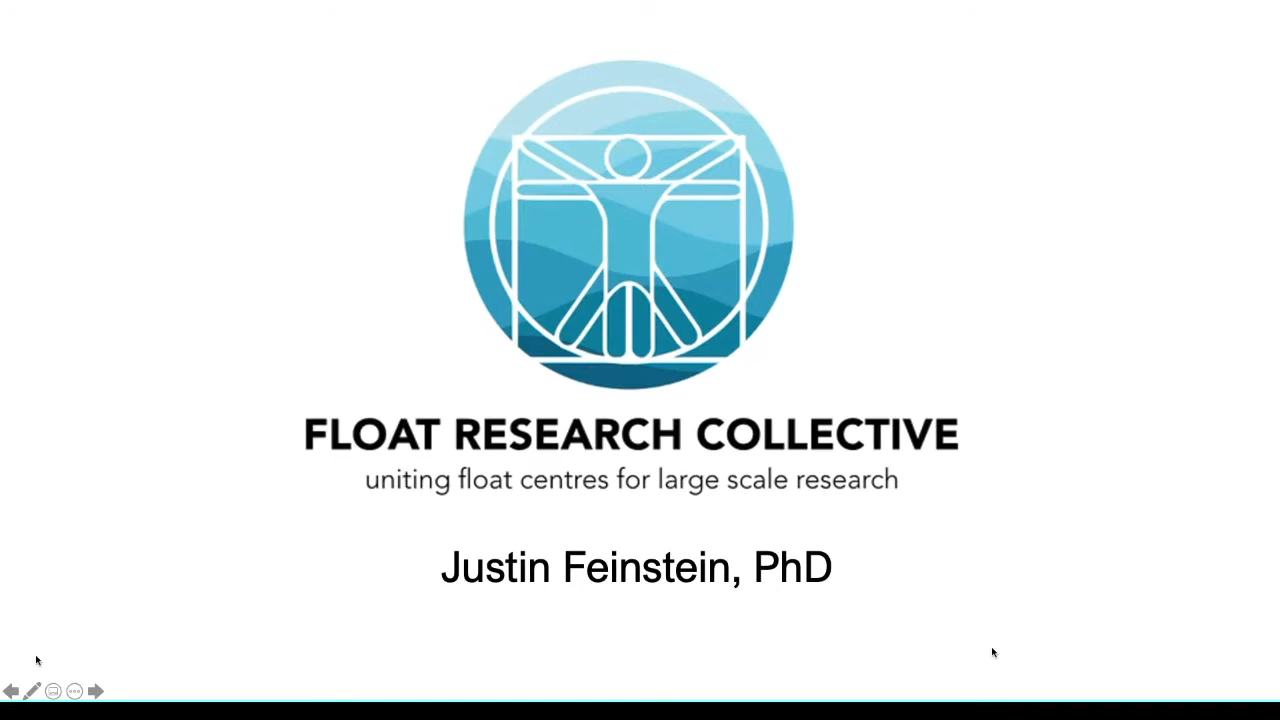 FLOAT RESEARCH COLLECTIVE
uniting float centres for large scale research
Justin Feinstein, PhD